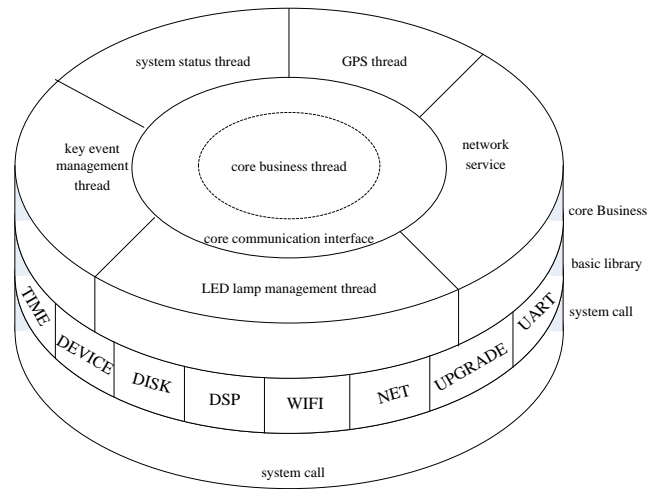 system status thread
GPS thread
key event
management
thread
network
service
core business thread
core communication interface
LED lamp management thread
core Business
basic library
system call
TIME
DEVICE
DISK
DSP
WIFI
NET
UPGRADE
UART
system call